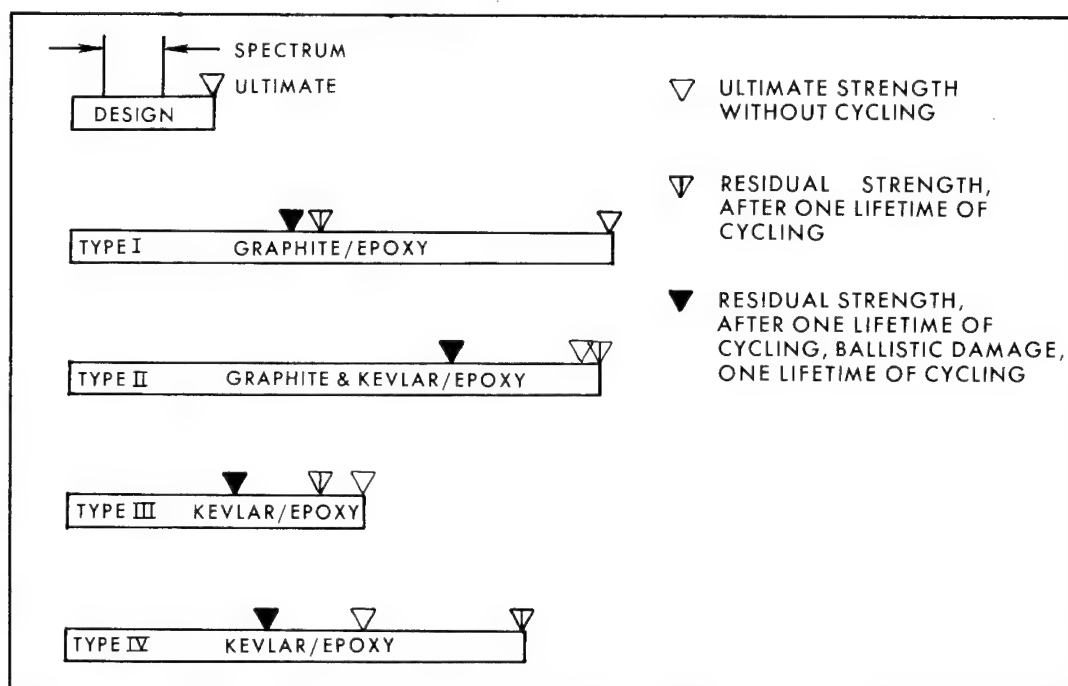 SPECTRUM
ULTIMATE
DESIGN
ULTIMATE STRENGTH
WITHOUT CYCLING
RESIDUAL STRENGTH,
AFTER ONE LIFETIME OF
CYCLING
TYPE I GRAPHITE/EPOXY
RESIDUAL STRENGTH,
AFTER ONE LIFETIME OF
CYCLING, BALLISTIC DAMAGE,
ONE LIFETIME OF CYCLING
TYPE II GRAPHITE & KEVLAR/EPOXY
TYPE III KEVLAR/EPOXY
TYPE IV KEVLAR/EPOXY